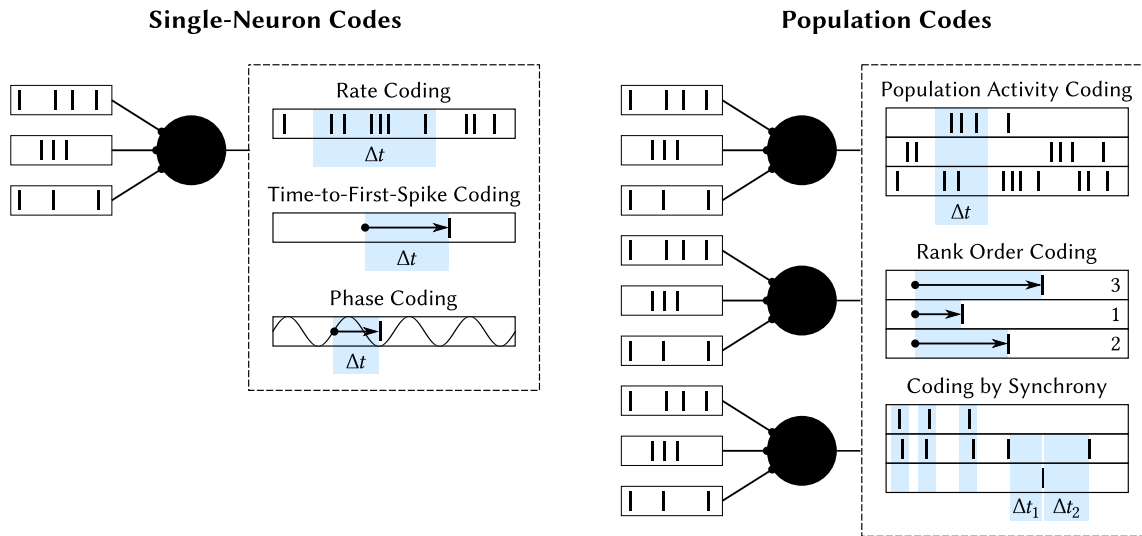 Single-Neuron Codes
Rate Coding
Δt
Time-to-First-Spike Coding
Δt
Phase Coding
Δt
Population Codes
Population Activity Coding
Δt
Rank Order Coding
3
1
2
Coding by Synchrony
Δt₁ Δt₂